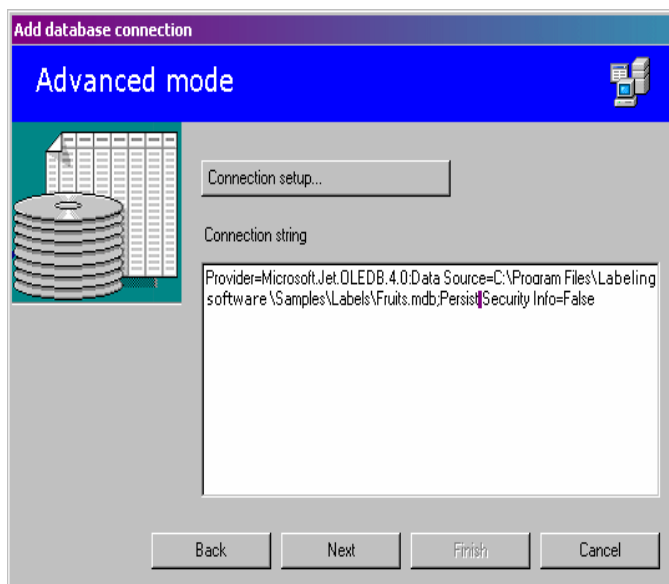 Add database connection
Advanced mode
Connection setup...
Connection string
Provider=Microsoft.Jet.OLEDB.4.0;Data Source=C:\Program Files\Labeling
software \Samples\Labels\Fruits.mdb;Persist Security Info=False
Back Next Finish Cancel